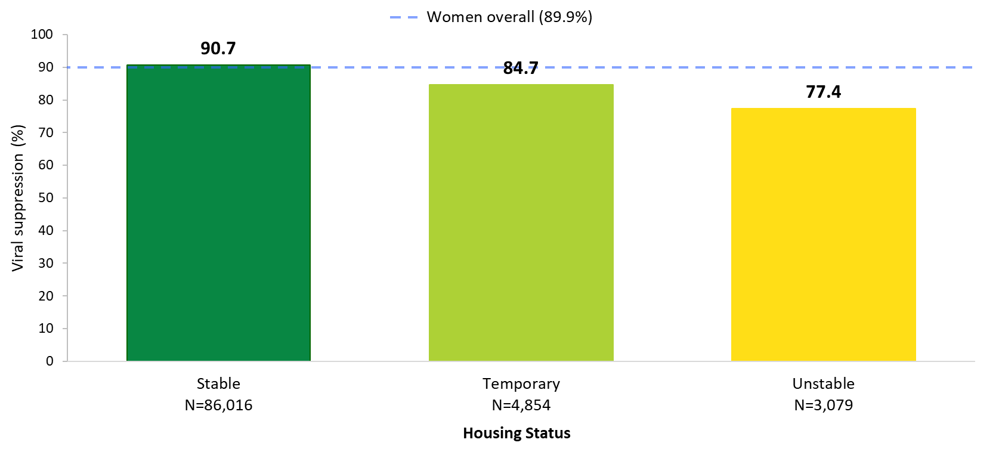 Women overall (89.9%)
100
90
80
70
60
50
40
30
20
10
0
Viral suppression (%)
90.7
84.7
77.4
Stable
N=86,016
Temporary
N=4,854
Unstable
N=3,079
Housing Status